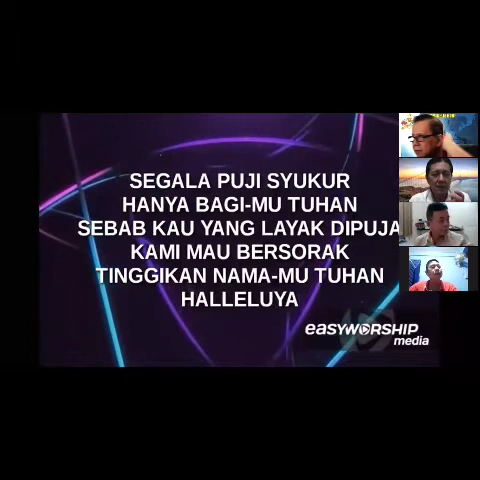 SEGALA PUJI SYUKUR
HANYA BAGI-MU TUHAN
SEBAB KAU YANG LAYAK DIPUJA
KAMI MAU BERSORAK
TINGGIKAN NAMA-MU TUHAN
HALLELUYA
easyworship
media